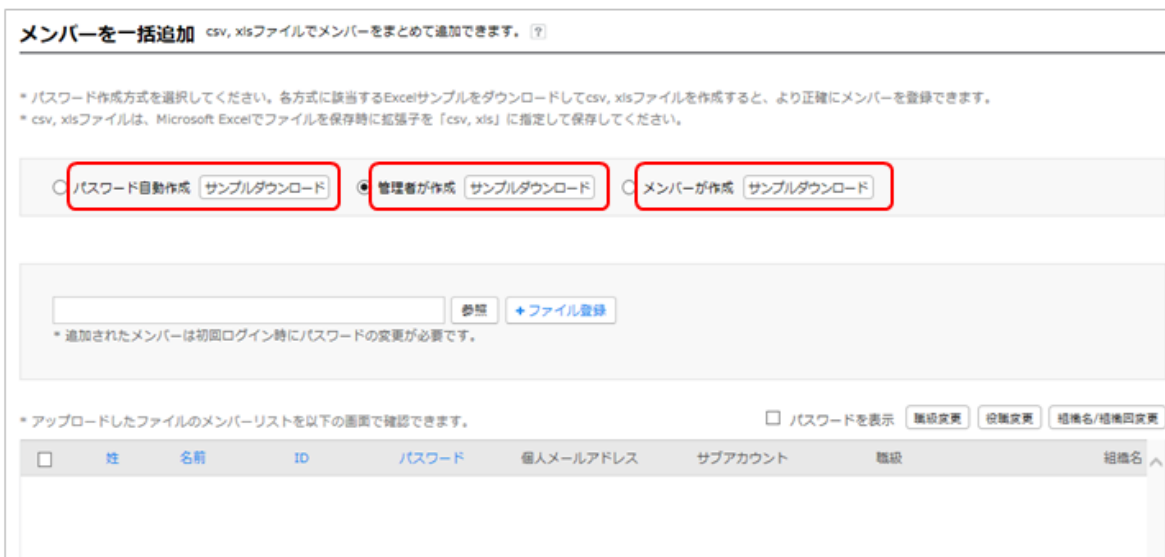 メンバーを一括追加 csv, xlsファイルでメンバーをまとめて追加できます。 ?
* パスワード作成方式を選択してください。各方式に該当するExcelサンプルをダウンロードしてcsv, xlsファイルを作成すると、より正確にメンバーを登録できます。
* csv, xlsファイルは、Microsoft Excelでファイルを保存時に拡張子を「csv, xls」に指定して保存してください。
パスワード自動作成 サンプルダウンロード 管理者が作成 サンプルダウンロード メンバーが作成 サンプルダウンロード
参照 +ファイル登録
* 追加されたメンバーは初回ログイン時にパスワードの変更が必要です。
* アップロードしたファイルのメンバーリストを以下の画面で確認できます。 パスワードを表示 職級変更 役職変更 組織名/組織図変更
姓 名前 ID パスワード 個人メールアドレス サブアカウント 職級 組織名